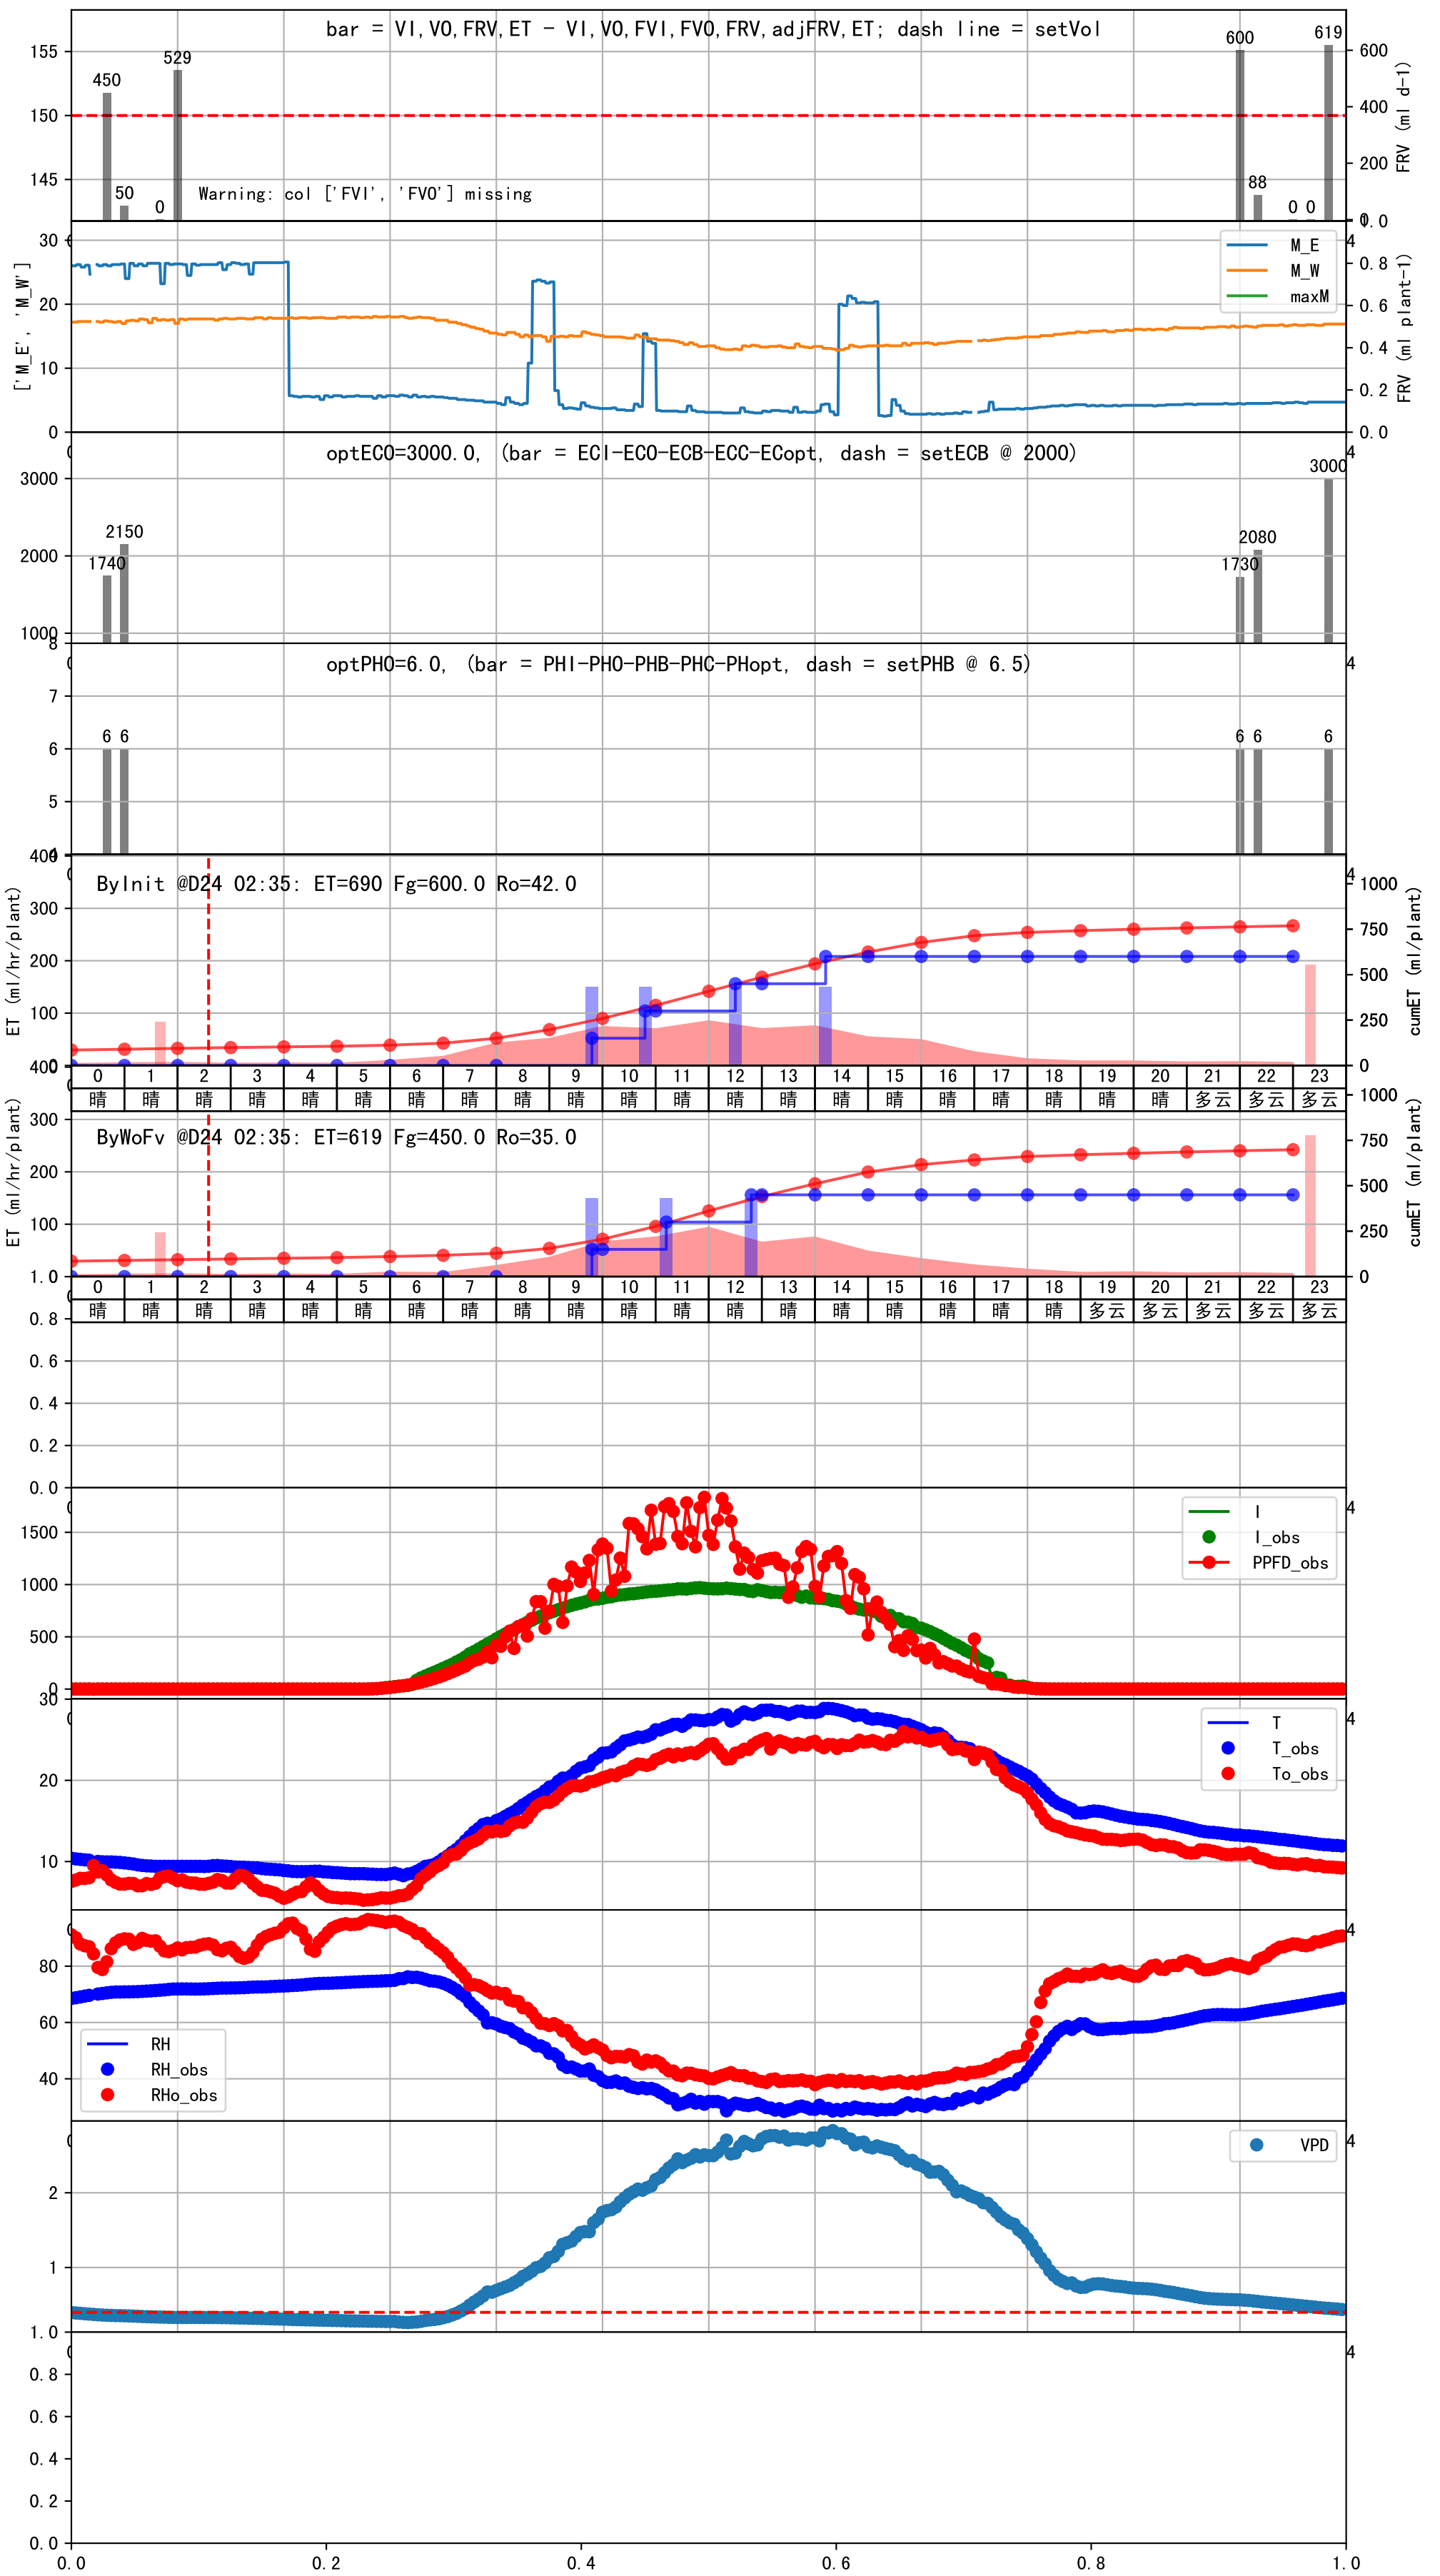 bar = VI,VO,FRV,ET - VI,VO,FVI,FVO,FRV,adjFRV,ET; dash line = setVol
155
150
145
450
50
0
529
600
88
0
0
619
Warning: col ['FVI', 'FVO'] missing
600
400
200
FRV (ml d-1)
['M_E', 'M_W']
30
20
10
0
M_E
M_W
maxM
0.8
0.6
0.4
0.2
0.0
FRV (ml plant-1)
optECO=3000.0, (bar = ECI-ECO-ECB-ECC-ECopt, dash = setECB @ 2000)
3000
2000
1000
1740
2150
1730
2080
3000
optPHO=6.0, (bar = PHI-PHO-PHB-PHC-PHopt, dash = setPHB @ 6.5)
8
7
6
5
4
6 6
6 6
6
ByInit @D24 02:35: ET=690 Fg=600.0 Ro=42.0
ET (ml/hr/plant)
400
300
200
100
0
1000
750
500
250
0
cumET (ml/plant)
0 1 2 3 4 5 6 7 8 9 10 11 12 13 14 15 16 17 18 19 20 21 22 23
晴 晴 晴 晴 晴 晴 晴 晴 晴 晴 晴 晴 晴 晴 晴 晴 晴 晴 晴 晴 晴 多云 多云 多云
ByWoFv @D24 02:35: ET=619 Fg=450.0 Ro=35.0
ET (ml/hr/plant)
400
300
200
100
1000
750
500
250
0
cumET (ml/plant)
0 1 2 3 4 5 6 7 8 9 10 11 12 13 14 15 16 17 18 19 20 21 22 23
晴 晴 晴 晴 晴 晴 晴 晴 晴 晴 晴 晴 晴 晴 晴 晴 晴 晴 晴 多云 多云 多云 多云 多云
1.0
0.8
0.6
0.4
0.2
0.0
1500
1000
500
0
I
I_obs
PPFD_obs
30
20
10
T
T_obs
To_obs
80
60
40
RH
RH_obs
RHo_obs
2
1
VPD
1.0
0.8
0.6
0.4
0.2
0.0
0.0 0.2 0.4 0.6 0.8 1.0